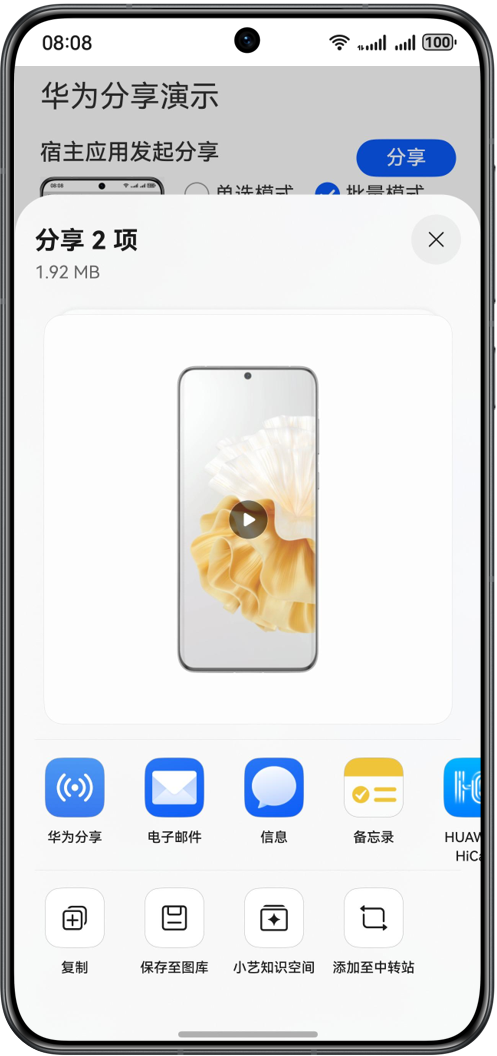 08:08
100
华为分享演示
宿主应用发起分享
分享
单选模式
批量模式
分享 2 项
1.92 MB
华为分享
电子邮件
信息
备忘录
HUAW
HiCa
复制
保存至图库
小艺知识空间
添加至中转站